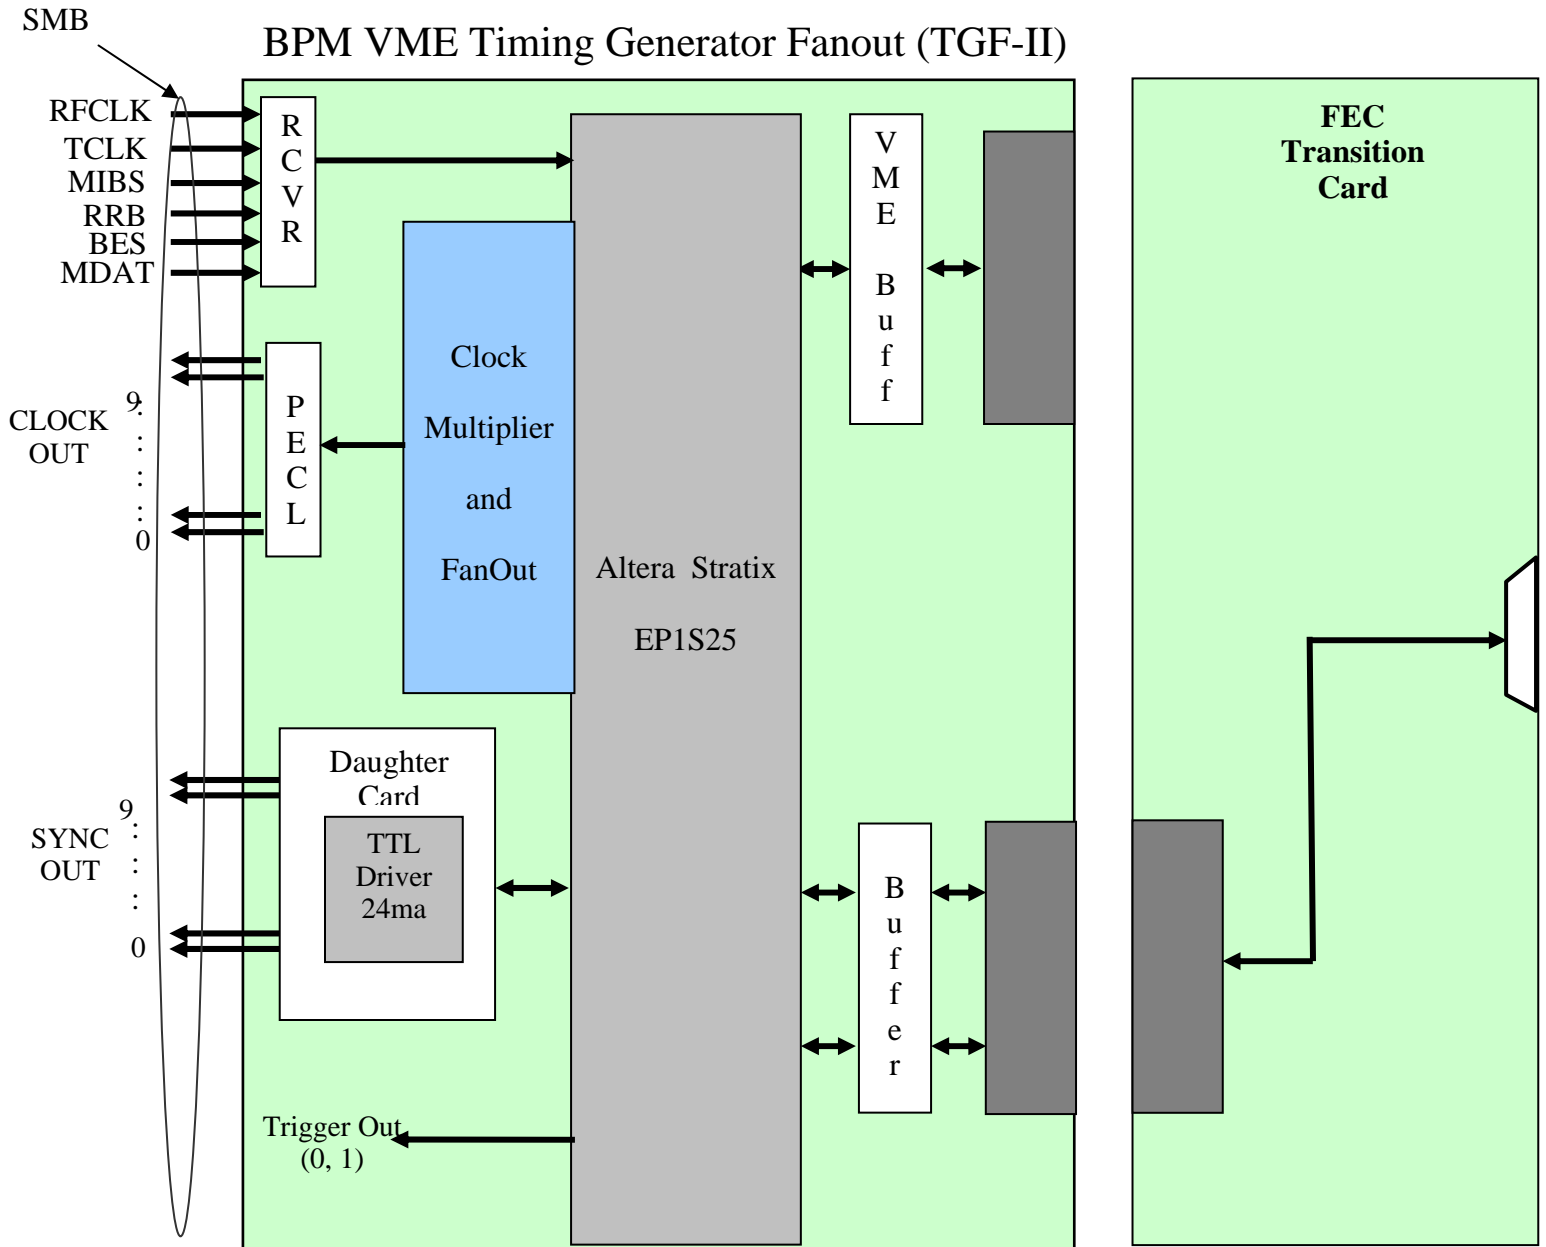 SMB
BPM VME Timing Generator Fanout (TGF-II)
RFCLK
TCLK
MIBS
RRB
BES
MDAT
R
C
V
R
CLOCK
OUT
9
:
:
:
:
0
P
E
C
L
Clock
Multiplier
and
FanOut
Altera Stratix
EP1S25
V
M
E
B
u
f
f
FEC
Transition
Card
SYNC
OUT
9
:
:
:
0
Daughter
Card
TTL
Driver
24ma
B
u
f
f
e
r
Trigger Out
(0, 1)